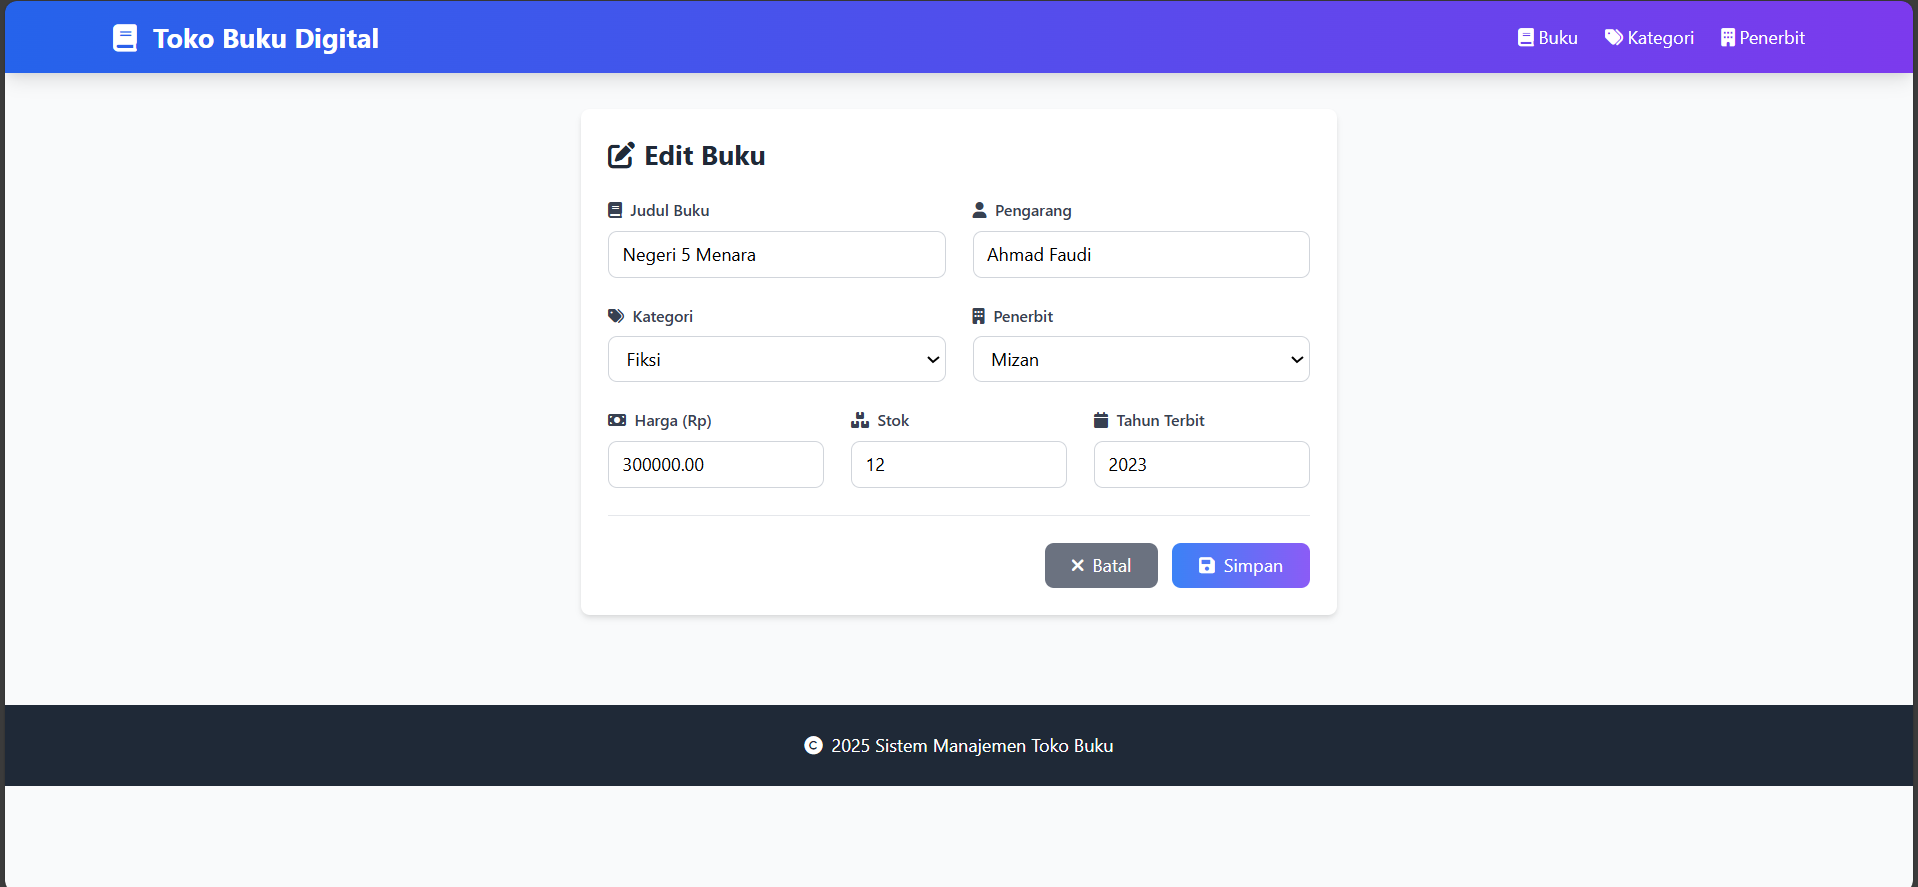 Toko Buku Digital
Buku Kategori Penerbit
Edit Buku
Judul Buku Pengarang
Negeri 5 Menara Ahmad Faudi
Kategori Penerbit
Fiksi Mizan
Harga (Rp) Stok Tahun Terbit
300000.00 12 2023
Batal Simpan
© 2025 Sistem Manajemen Toko Buku